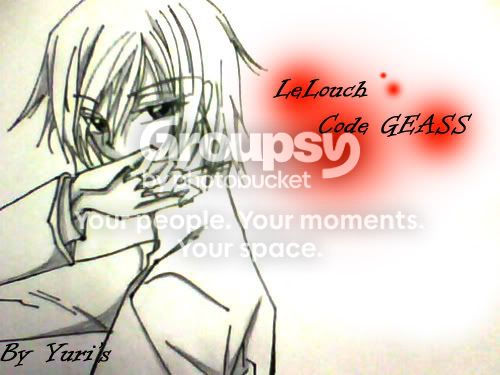 LeLouch
Code GEASS
Groupsy
by photobucket
Your people. Your moments.
Your space.
By Yuri's